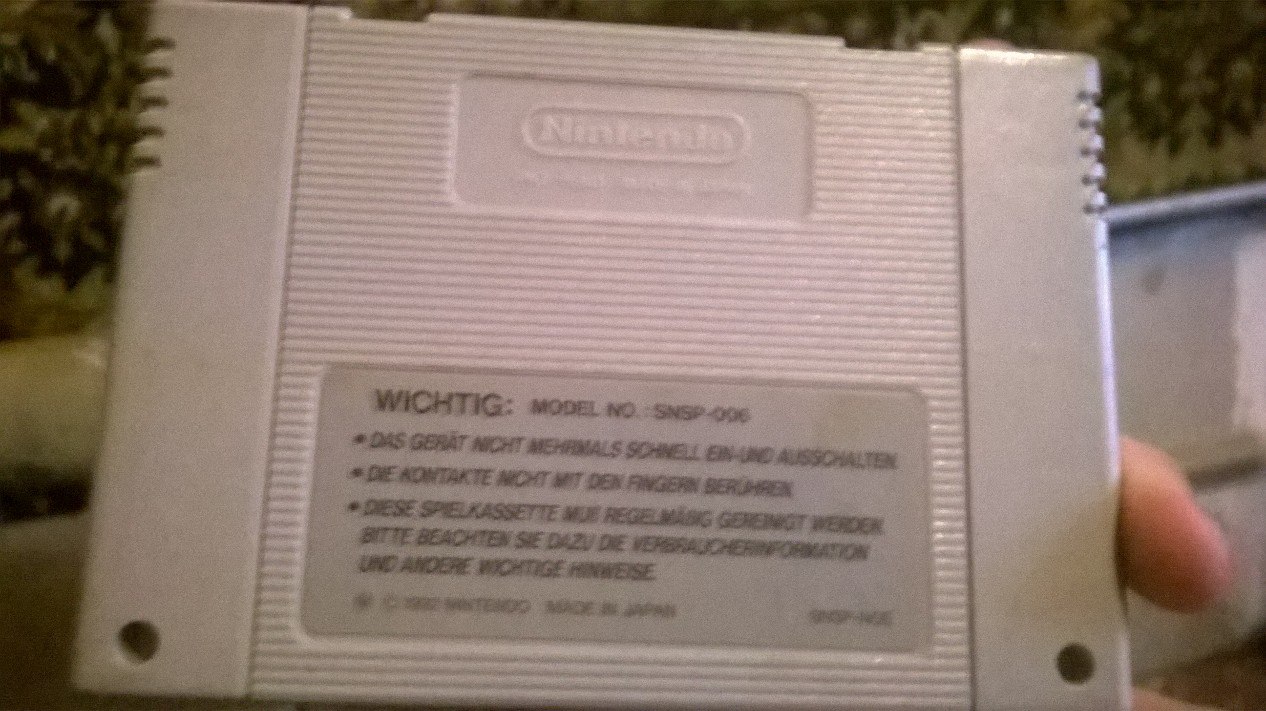 Nintendo
WICHTIG: MODEL NO.: SNSP-006
• DAS GERÄT NICHT MEHRMALS SCHNELL EIN-UND AUSSCHALTEN.
• DIE KONTAKTE NICHT MIT DEN FINGERN BERÜHREN.
• DIESE SPIELKASSETTE MUß REGELMÄßIG GEREINIGT WERDEN.
BITTE BEACHTEN SIE DAZU DIE VERBRAUCHERINFORMATION
UND ANDERE WICHTIGE HINWEISE.
© 1992 NINTENDO MADE IN JAPAN